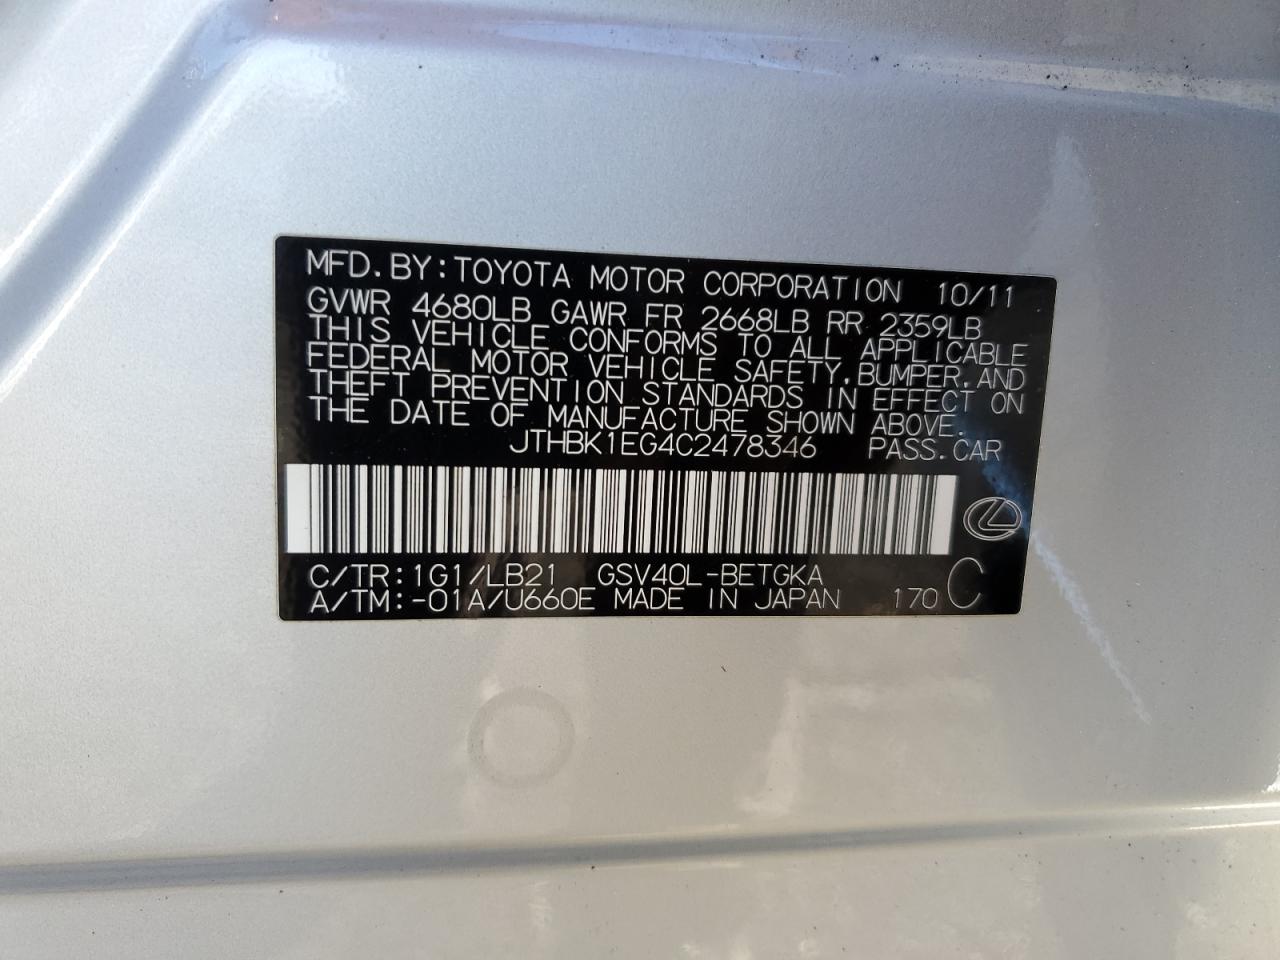 MFD.BY:TOYOTA MOTOR CORPORATION 10/11
GVWR 4680LB GAWR FR 2668LB RR 2359LB
THIS VEHICLE CONFORMS TO ALL APPLICABLE
FEDERAL MOTOR VEHICLE SAFETY,BUMPER,AND
THEFT PREVENTION STANDARDS IN EFFECT ON
THE DATE OF MANUFACTURE SHOWN ABOVE.
JTHBK1EG4C2478346 PASS.CAR
C/TR:1G1/LB21 GSV40L-BETGKA
A/TM:-01A/U660E MADE IN JAPAN 170 C